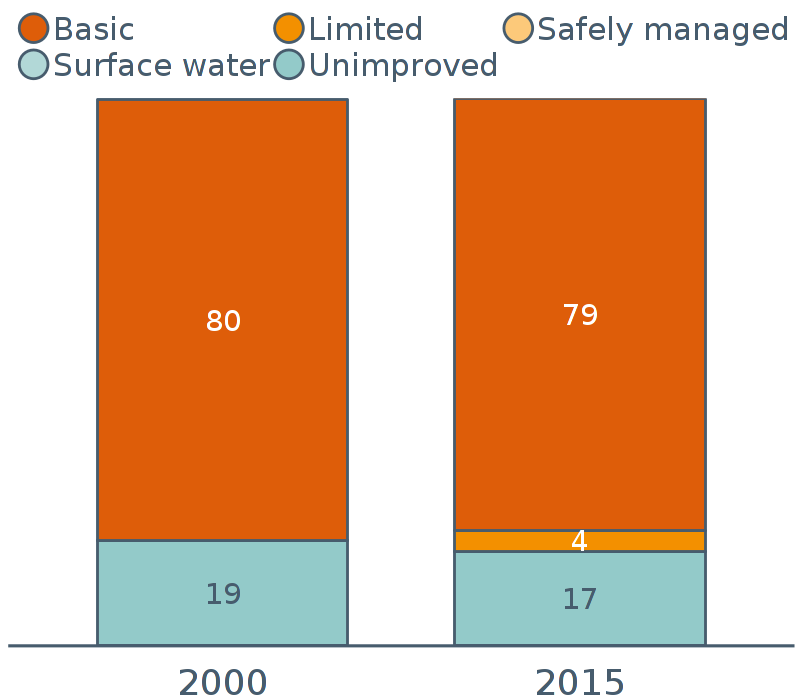 Basic Limited Safely managed
Surface water Unimproved
80 79
4
19 17
2000 2015